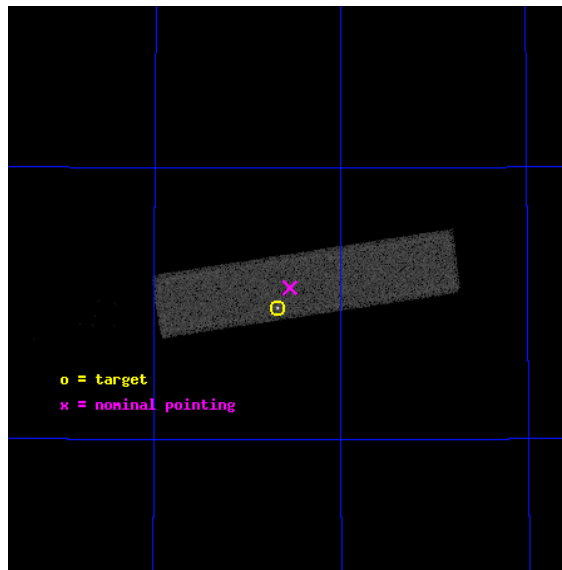 o = target
x = nominal pointing